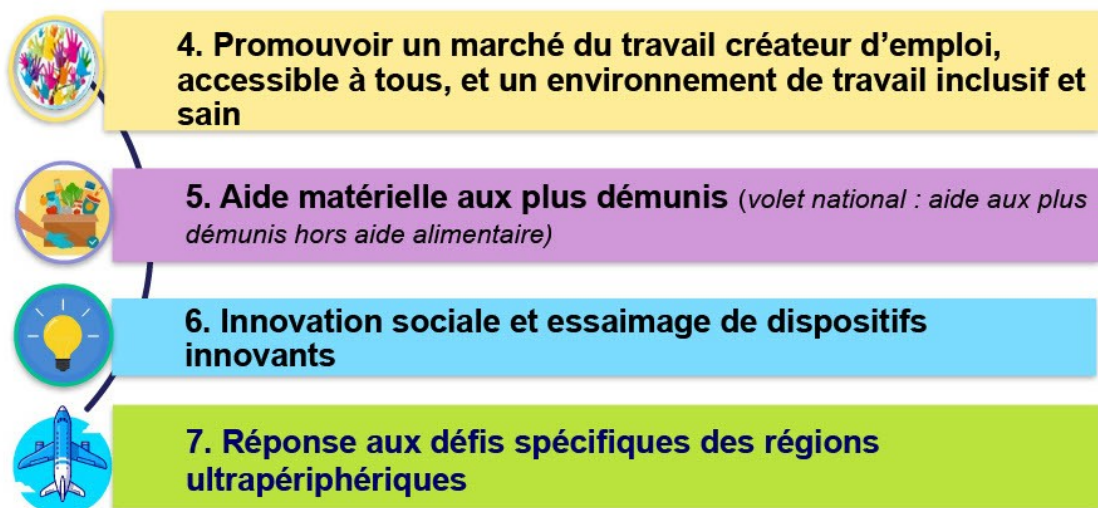 4. Promouvoir un marché du travail créateur d’emploi,
accessible à tous, et un environnement de travail inclusif et
sain
5. Aide matérielle aux plus démunis (volet national : aide aux plus
démunis hors aide alimentaire)
6. Innovation sociale et essaimage de dispositifs
innovants
7. Réponse aux défis spécifiques des régions
ultrapériphériques